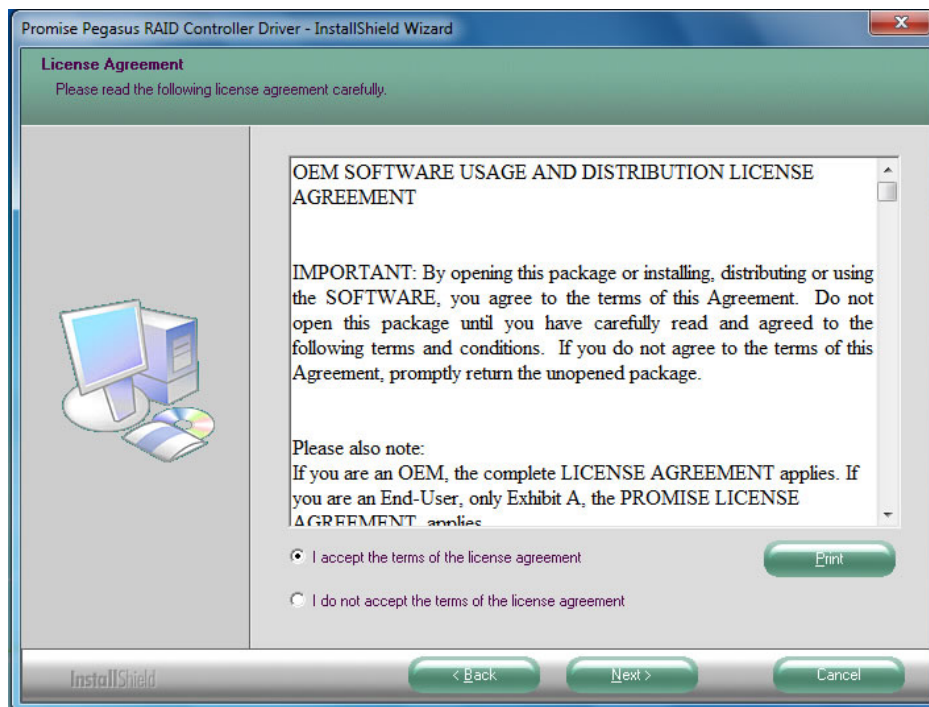 Promise Pegasus RAID Controller Driver - InstallShield Wizard
License Agreement
Please read the following license agreement carefully.
OEM SOFTWARE USAGE AND DISTRIBUTION LICENSE
AGREEMENT
IMPORTANT: By opening this package or installing, distributing or using
the SOFTWARE, you agree to the terms of this Agreement. Do not
open this package until you have carefully read and agreed to the
following terms and conditions. If you do not agree to the terms of this
Agreement, promptly return the unopened package.
Please also note:
If you are an OEM, the complete LICENSE AGREEMENT applies. If
you are an End-User, only Exhibit A, the PROMISE LICENSE
AGREEMENT, applies
I accept the terms of the license agreement
Print
I do not accept the terms of the license agreement
InstallShield
< Back
Next >
Cancel